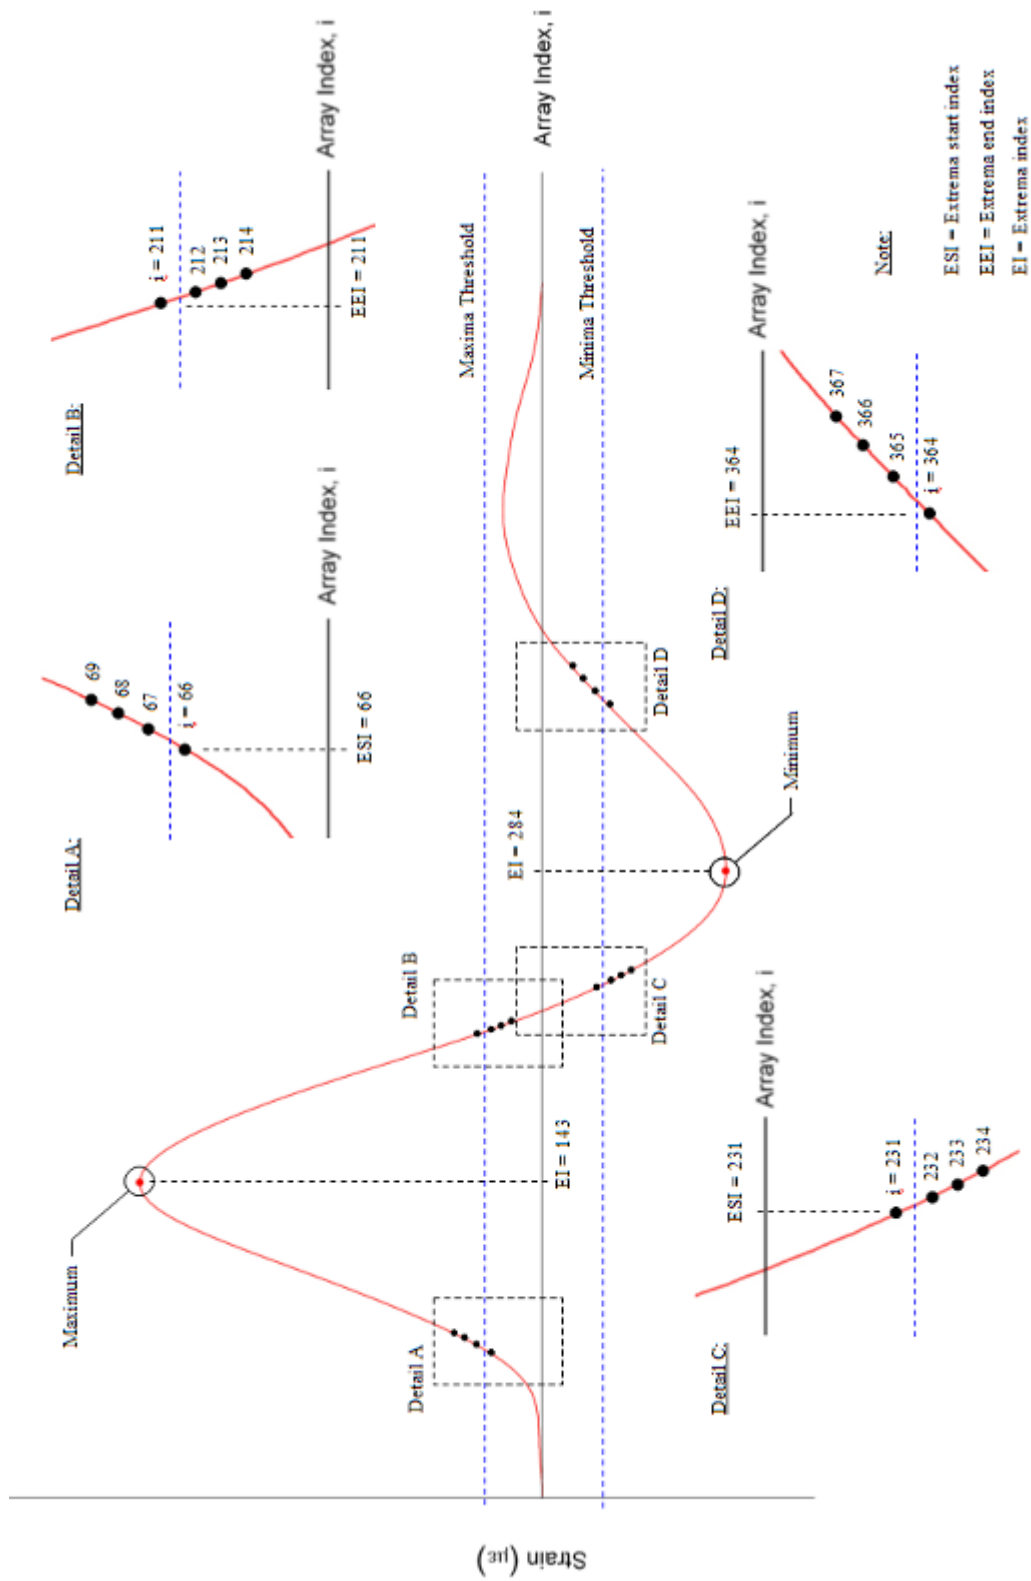 Detail A:
69
68
67
i = 66
ESI = 66
Array Index, i
Detail B:
i = 211
212
213
214
EEI = 211
Array Index, i
Strain (με)
Maximum
Detail A
EI = 143
Detail B
Detail C
EI = 284
Minimum
Detail D
Maxima Threshold
Minima Threshold
Array Index, i
Detail C:
ESI = 231
Array Index, i
i = 231
232
233
234
Detail D:
EEI = 364
Array Index, i
367
366
365
i = 364
Note:
ESI = Extrema start index
EEI = Extrema end index
EI = Extrema index